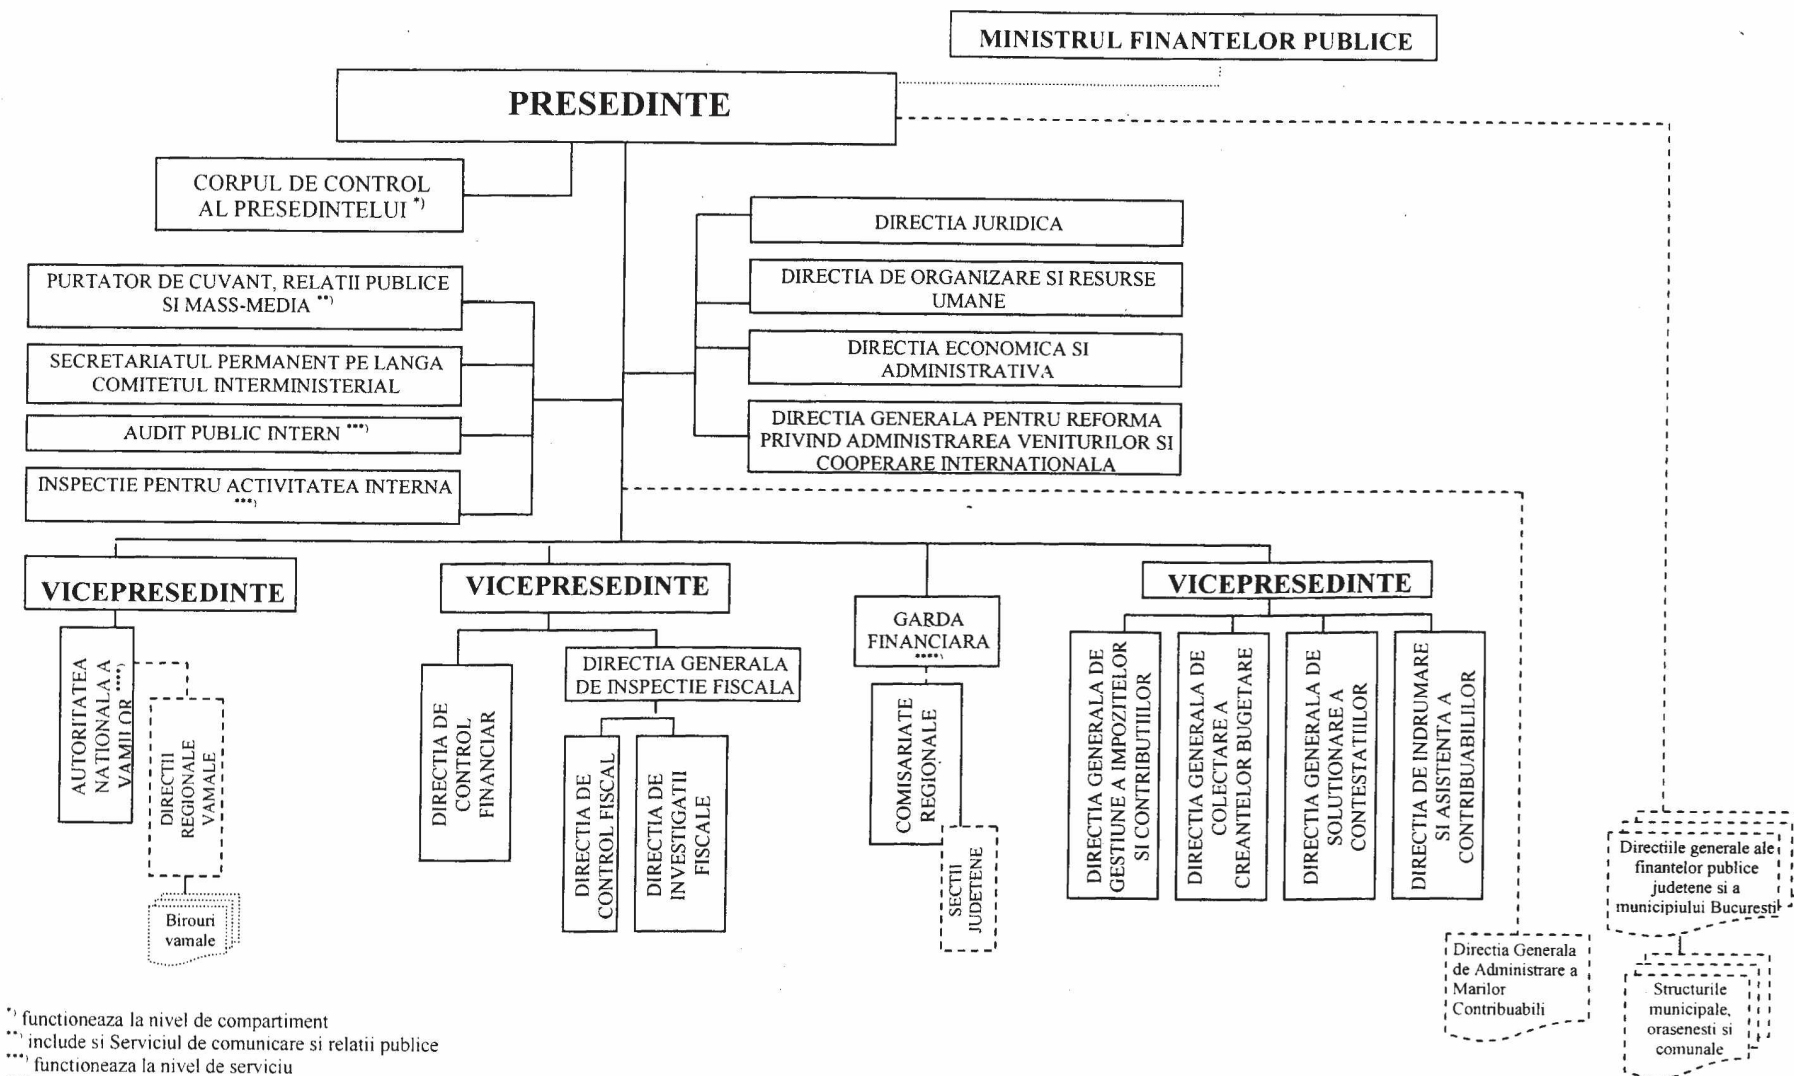 MINISTRUL FINANTELOR PUBLICE
PRESEDINTE
CORPUL DE CONTROL
AL PRESEDINTELUI *)
PURTATOR DE CUVANT, RELATII PUBLICE
SI MASS-MEDIA **)
SECRETARIATUL PERMANENT PE LANGA
COMITETUL INTERMINISTERIAL
AUDIT PUBLIC INTERN ***)
INSPECTIE PENTRU ACTIVITATEA INTERNA
***)
DIRECTIA JURIDICA
DIRECTIA DE ORGANIZARE SI RESURSE
UMANE
DIRECTIA ECONOMICA SI
ADMINISTRATIVA
DIRECTIA GENERALA PENTRU REFORMA
PRIVIND ADMINISTRAREA VENITURILOR SI
COOPERARE INTERNATIONALA
VICEPRESEDINTE
AUTORITATEA
NATIONALA A
VAMILOR ****)
DIRECTII
REGIONALE
VAMALE
Birouri
vamale
VICEPRESEDINTE
DIRECTIA DE
CONTROL
FINANCIAR
DIRECTIA GENERALA
DE INSPECTIE FISCALA
DIRECTIA DE
CONTROL FISCAL
DIRECTIA DE
INVESTIGATII
FISCALE
GARDA
FINANCIARA
****)
COMISARIATE
REGIONALE
SECTII
JUDETENE
VICEPRESEDINTE
DIRECTIA GENERALA DE
GESTIUNE A IMPOZITELOR
SI CONTRIBUTIILOR
DIRECTIA GENERALA DE
COLECTARE A
CREANTELOR BUGETARE
DIRECTIA GENERALA DE
SOLUTIONARE A
CONTESTATIILOR
DIRECTIA DE INDRUMARE
SI ASISTENTA A
CONTRIBUABILILOR
Directia Generala
de Administrare a
Marilor
Contribuabili
Directiile generale ale
finantelor publice
judetene si a
municipiului Bucuresti
Structurile
municipale,
orasenesti si
comunale
*) functioneaza la nivel de compartiment
**) include si Serviciul de comunicare si relatii publice
***) functioneaza la nivel de serviciu